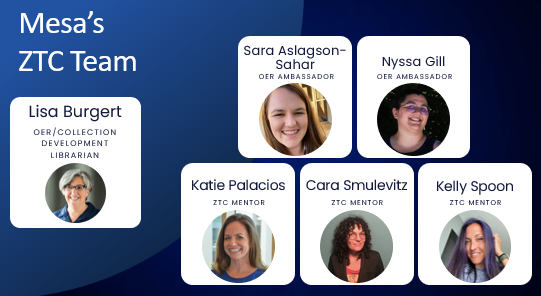 Mesa's
ZTC Team
Lisa Burgert
OER/COLLECTION
DEVELOPMENT
LIBRARIAN
Sara Aslagson-
Sahar
OER AMBASSADOR
Nyssa Gill
OER AMBASSADOR
Katie Palacios
ZTC MENTOR
Cara Smulevitz
ZTC MENTOR
Kelly Spoon
ZTC MENTOR